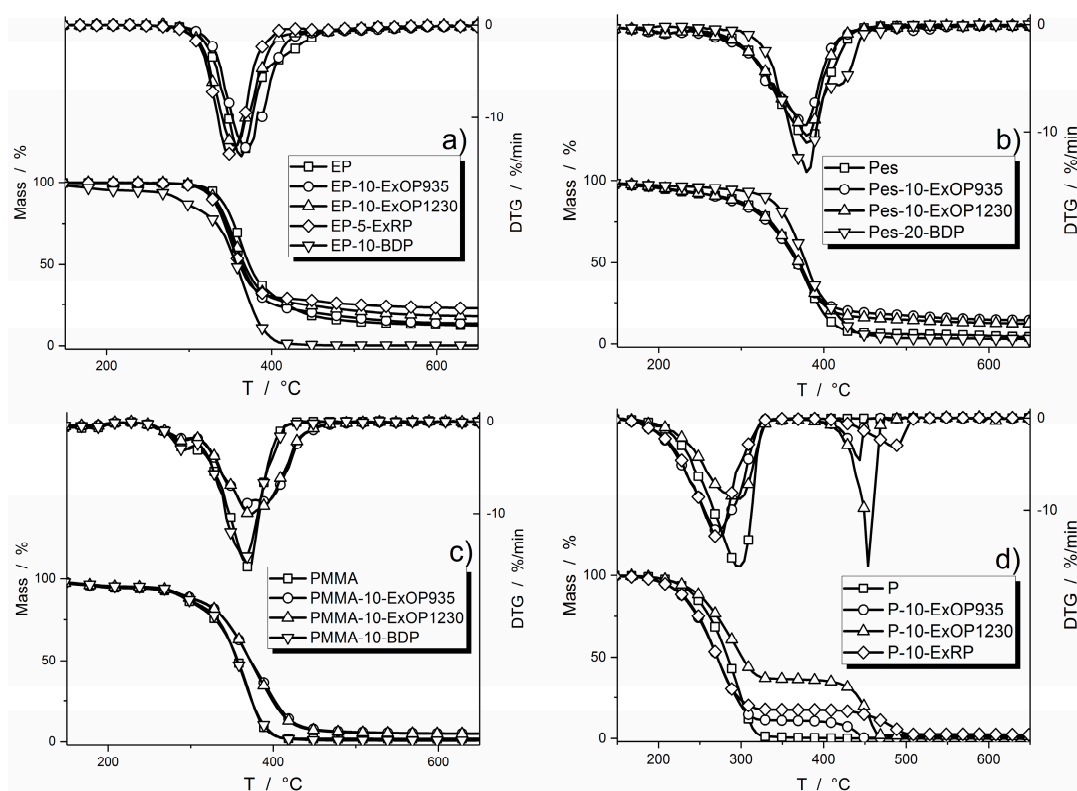 0
-10
a)
EP
EP-10-ExOP935
EP-10-ExOP1230
EP-5-ExRP
EP-10-BDP
Mass / %
DTG / %/min
100
50
0
200
400
600
T / °C
0
-10
b)
Pes
Pes-10-ExOP935
Pes-10-ExOP1230
Pes-20-BDP
Mass / %
DTG / %/min
100
50
0
200
400
600
T / °C
0
-10
c)
PMMA
PMMA-10-ExOP935
PMMA-10-ExOP1230
PMMA-10-BDP
Mass / %
DTG / %/min
100
50
0
200
400
600
T / °C
0
-10
d)
P
P-10-ExOP935
P-10-ExOP1230
P-10-ExRP
Mass / %
DTG / %/min
100
50
0
200
300
400
500
600
T / °C